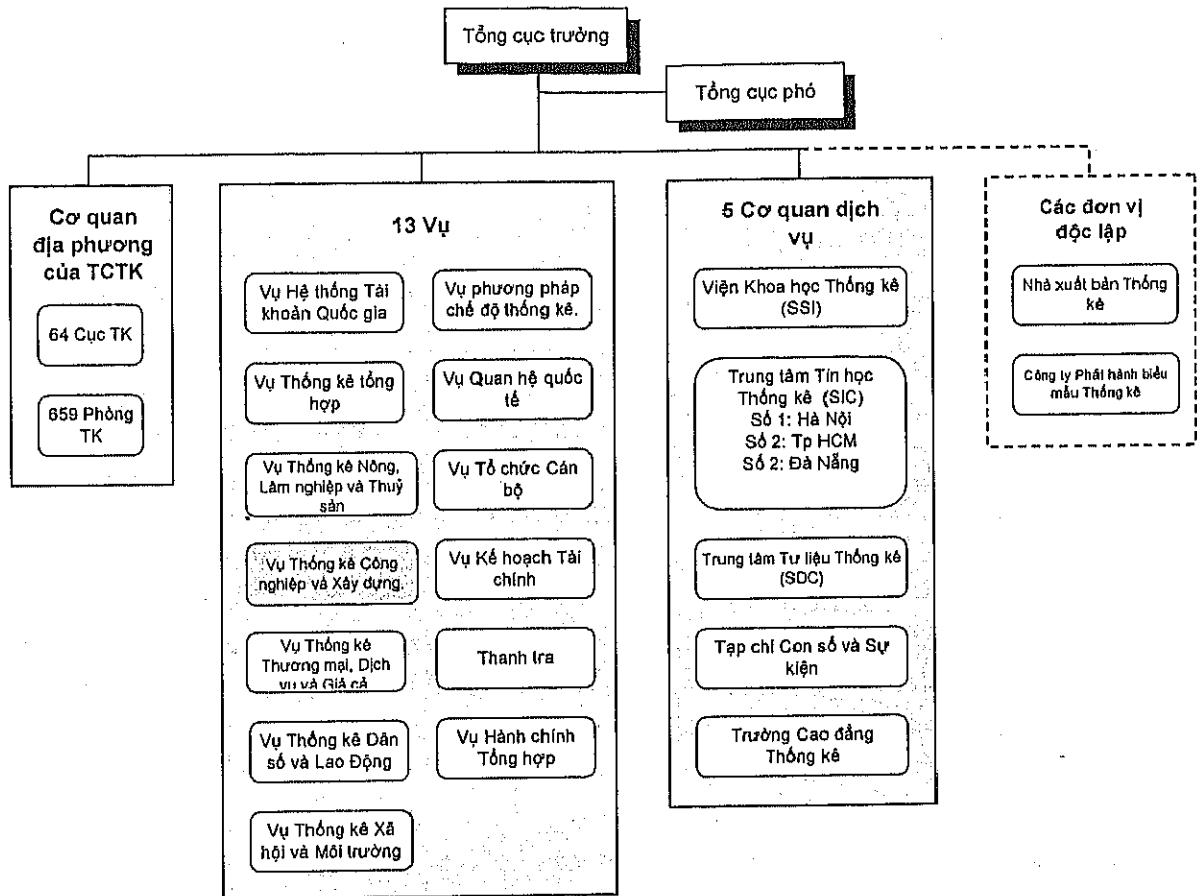 Tổng cục trưởng
Tổng cục phó
Cơ quan
địa phương
của TCTK
64 Cục TK
659 Phòng
TK
13 Vụ
Vụ Hệ thống Tài
khoản Quốc gia
Vụ phương pháp
chế độ thống kê.
Vụ Thống kê tổng
hợp
Vụ Quan hệ quốc
tế
Vụ Thống kê Nông,
Lâm nghiệp và Thuỷ
sản
Vụ Tổ chức Cán
bộ
Vụ Thống kê Công
nghiệp và Xây dựng.
Vụ Kế hoạch Tài
chính
Vụ Thống kê
Thương mại, Dịch
vụ và Giá cả
Thanh tra
Vụ Thống kê Dân
số và Lao Động
Vụ Hành chính
Tổng hợp
Vụ Thống kê Xã
hội và Môi trường
5 Cơ quan dịch
vụ
Viện Khoa học Thống kê
(SSI)
Trung tâm Tin học
Thống kê (SIC)
Số 1: Hà Nội
Số 2: Tp HCM
Số 2: Đà Nẵng
Trung tâm Tư liệu Thống kê
(SDC)
Tạp chí Con số và Sự
kiện
Trường Cao đẳng
Thống kê
Các đơn vị
độc lập
Nhà xuất bản Thống
kê
Công ty Phát hành biểu
mẫu Thống kê